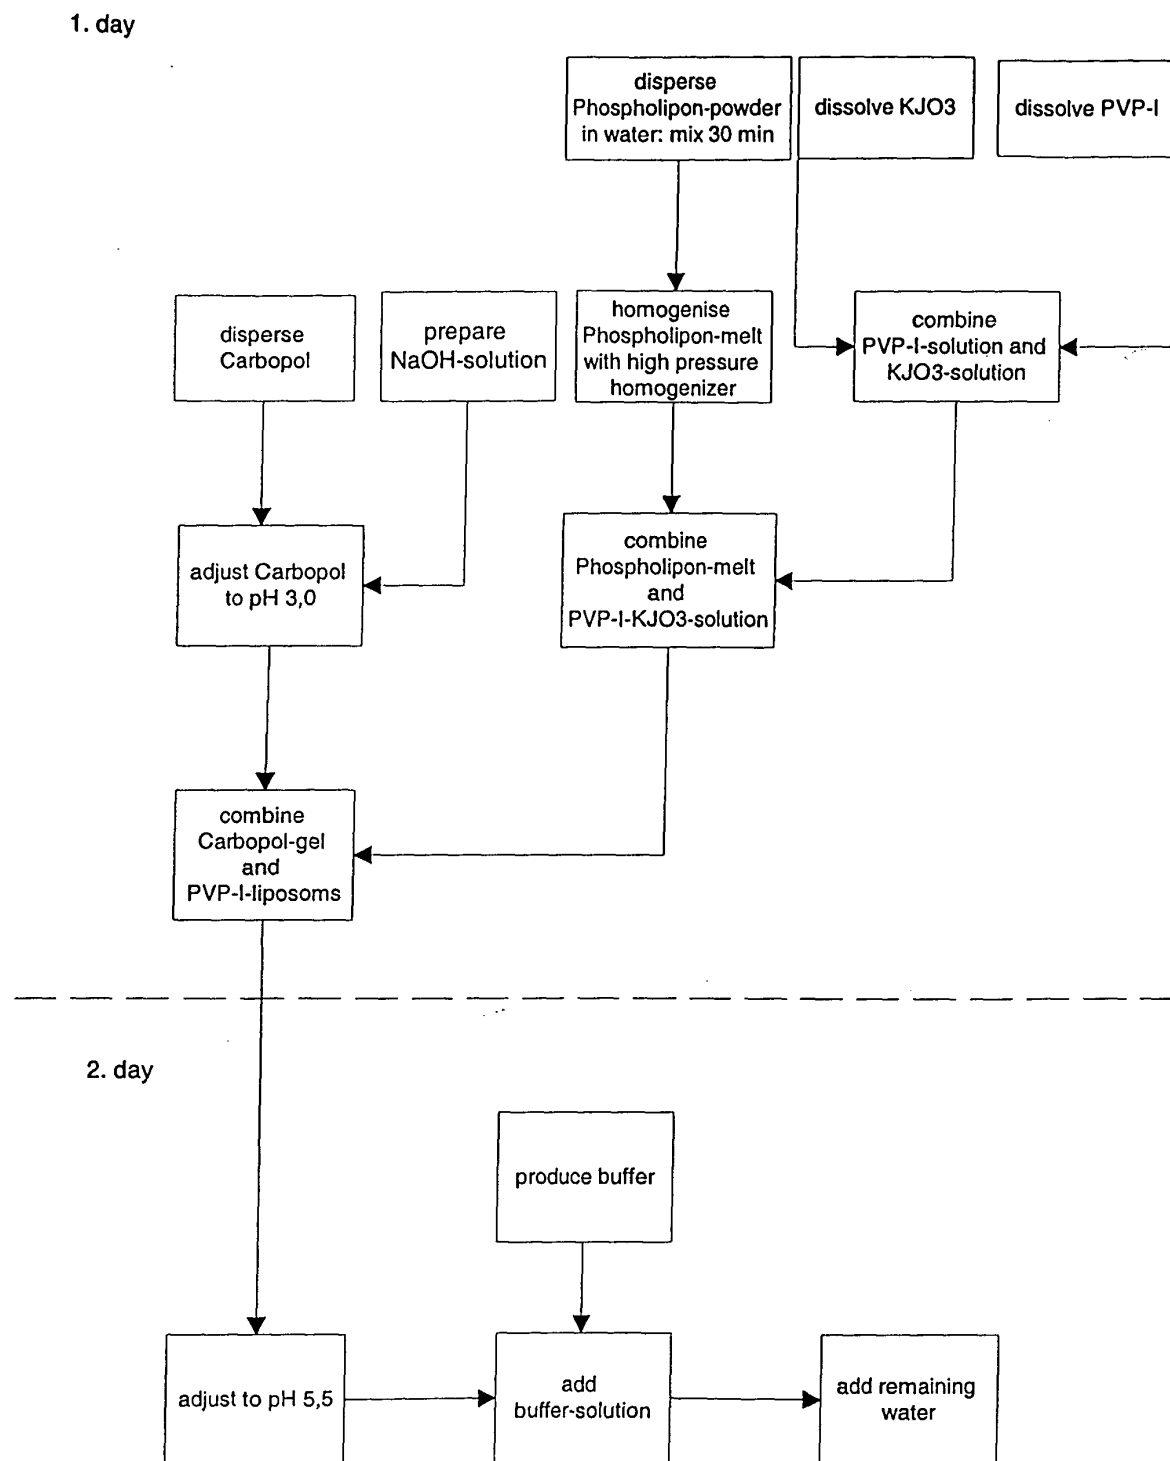 1. day
disperse
Phospholipon-powder
in water: mix 30 min
dissolve KJO3
dissolve PVP-I
disperse
Carbopol
prepare
NaOH-solution
homogenise
Phospholipon-melt
with high pressure
homogenizer
combine
PVP-I-solution and
KJO3-solution
adjust Carbopol
to pH 3,0
combine
Phospholipon-melt
and
PVP-I-KJO3-solution
combine
Carbopol-gel
and
PVP-I-liposoms
2. day
produce buffer
adjust to pH 5,5
add
buffer-solution
add remaining
water